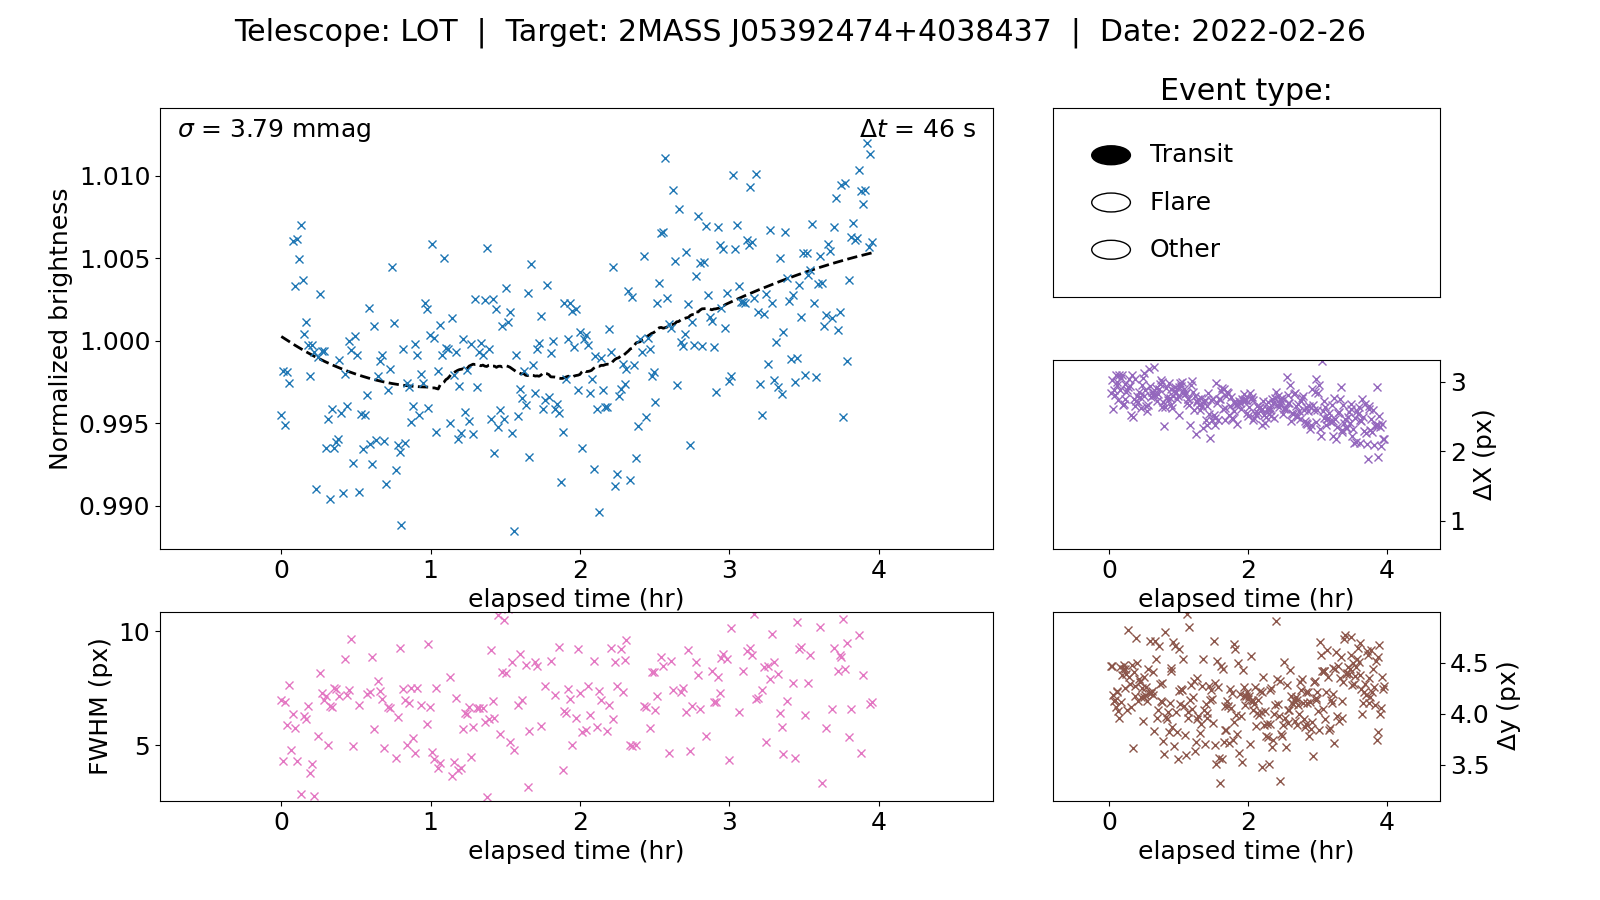 Telescope: LOT | Target: 2MASS J05392474+4038437 | Date: 2022-02-26
σ = 3.79 mmag
Δt = 46 s
Normalized brightness
1.010
1.005
1.000
0.995
0.990
0 1 2 3 4
elapsed time (hr)
Event type:
Transit
Flare
Other
3
2
1
ΔX (px)
0 2 4
elapsed time (hr)
FWHM (px)
10
5
0 1 2 3 4
elapsed time (hr)
4.5
4.0
3.5
Δy (px)
0 2 4
elapsed time (hr)